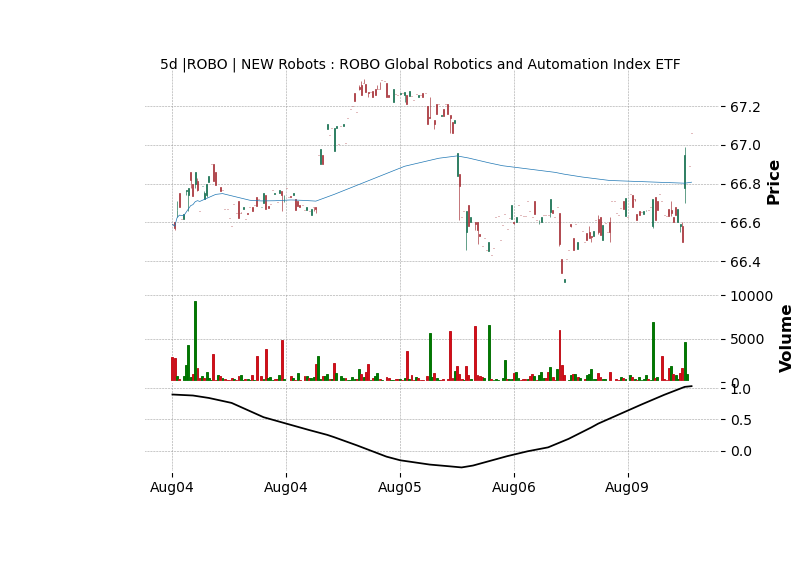 5d |ROBO | NEW Robots : ROBO Global Robotics and Automation Index ETF
67.2
67.0
66.8
66.6
66.4
Price
10000
5000
0
Volume
1.0
0.5
0.0
Aug04 Aug04 Aug05 Aug06 Aug09